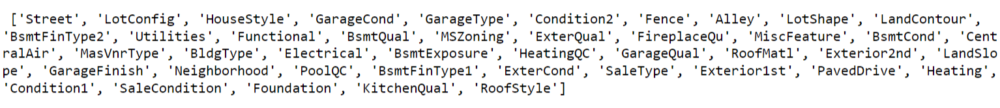 ['Street', 'LotConfig', 'HouseStyle', 'GarageCond', 'GarageType', 'Condition2', 'Fence', 'Alley', 'LotShape', 'LandContour',
'BsmtFinType2', 'Utilities', 'Functional', 'BsmtQual', 'MSZoning', 'ExterQual', 'FireplaceQu', 'MiscFeature', 'BsmtCond', 'Cent
ralAir', 'MasVnrType', 'BldgType', 'Electrical', 'BsmtExposure', 'HeatingQC', 'GarageQual', 'RoofMatl', 'Exterior2nd', 'LandSlo
pe', 'GarageFinish', 'Neighborhood', 'PoolQC', 'BsmtFinType1', 'ExterCond', 'SaleType', 'Exterior1st', 'PavedDrive', 'Heating',
'Condition1', 'SaleCondition', 'Foundation', 'KitchenQual', 'RoofStyle']